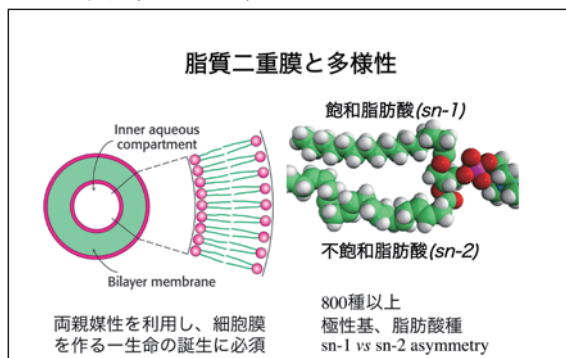 脂質二重膜と多様性
Inner aqueous
compartment
Bilayer membrane
飽和脂肪酸(sn-1)
不飽和脂肪酸(sn-2)
両親媒性を利用し、細胞膜
を作るー生命の誕生に必須
800種以上
極性基、脂肪酸種
sn-1 vs sn-2 asymmetry